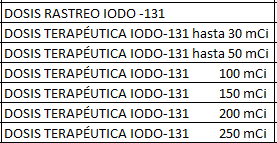 DOSIS RASTREO IODO -131
DOSIS TERAPÉUTICA IODO-131 hasta 30 mCi
DOSIS TERAPÉUTICA IODO-131 hasta 50 mCi
DOSIS TERAPÉUTICA IODO-131 100 mCi
DOSIS TERAPÉUTICA IODO-131 150 mCi
DOSIS TERAPÉUTICA IODO-131 200 mCi
DOSIS TERAPÉUTICA IODO-131 250 mCi